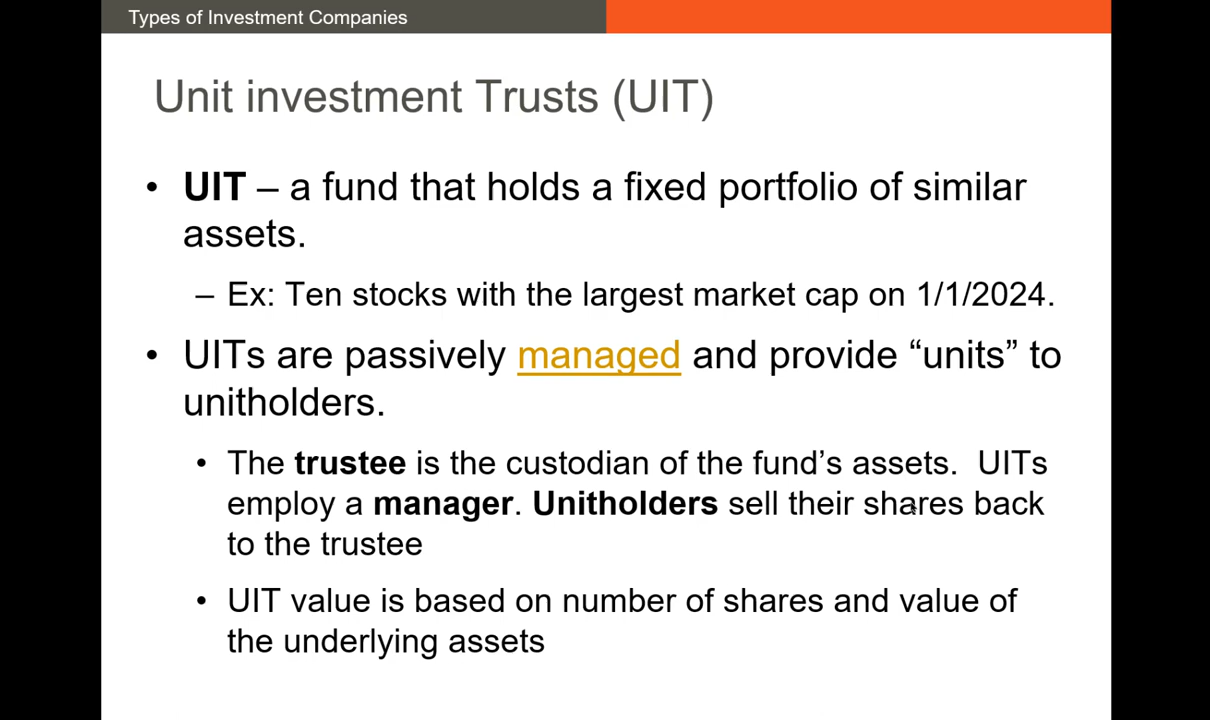 Types of Investment Companies
Unit investment Trusts (UIT)
• UIT – a fund that holds a fixed portfolio of similar
assets.
– Ex: Ten stocks with the largest market cap on 1/1/2024.
• UITs are passively managed and provide “units” to
unitholders.
• The trustee is the custodian of the fund’s assets.  UITs
employ a manager. Unitholders sell their shares back
to the trustee
• UIT value is based on number of shares and value of
the underlying assets